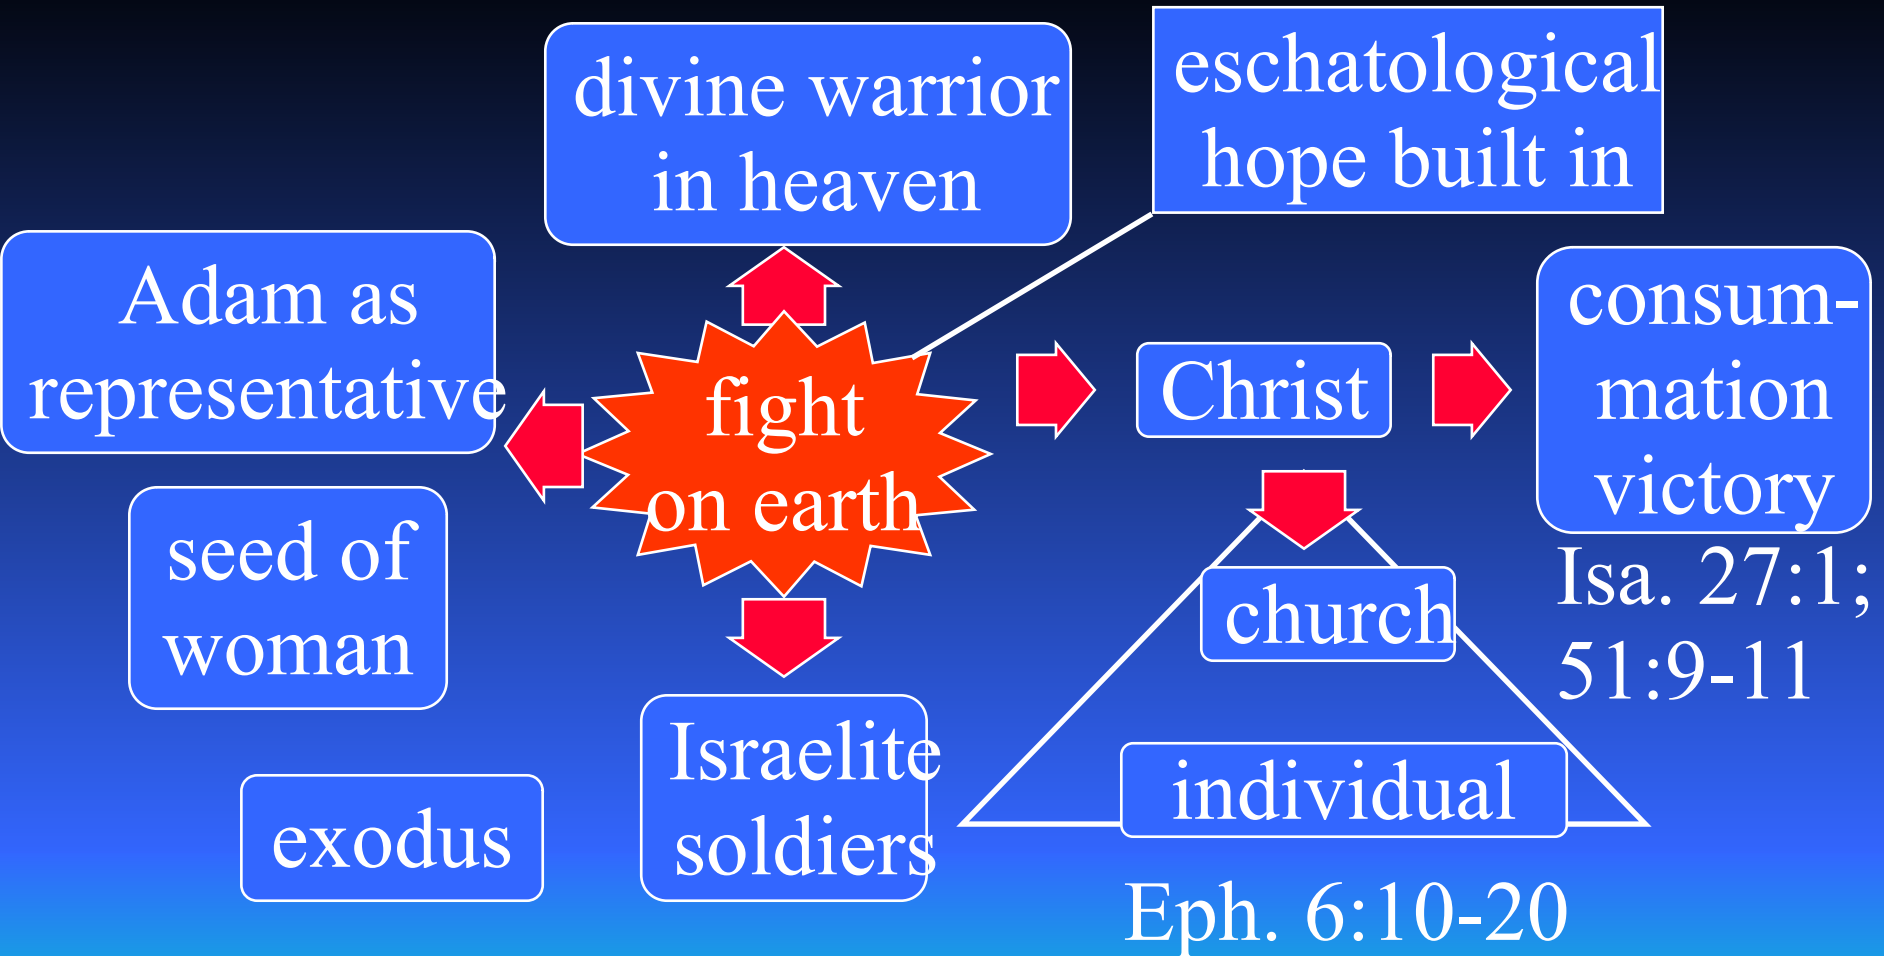 divine warrior
in heaven
eschatological
hope built in
Adam as
representative
fight
on earth
Christ
consum-
mation
victory
Isa. 27:1;
51:9-11
seed of
woman
church
exodus
Israelite
soldiers
individual
Eph. 6:10-20